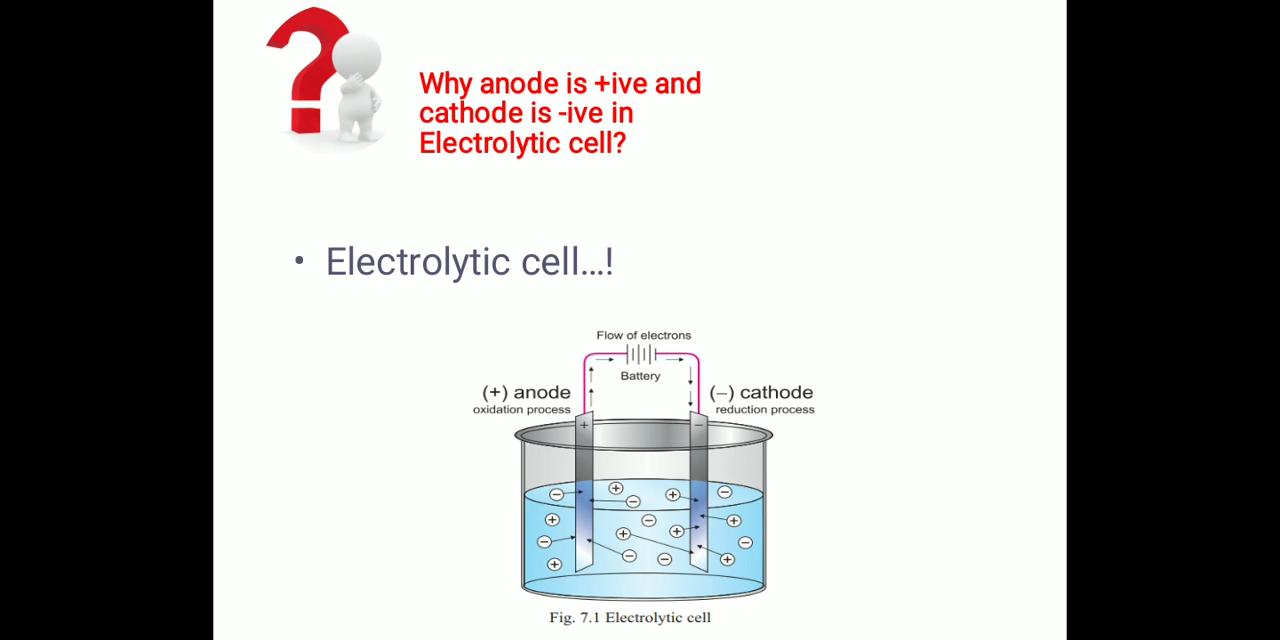 Why anode is +ive and
cathode is -ive in
Electrolytic cell?
• Electrolytic cell...!
Flow of electrons
Battery
(+) anode
oxidation process
(–) cathode
reduction process
+
–
Fig. 7.1 Electrolytic cell